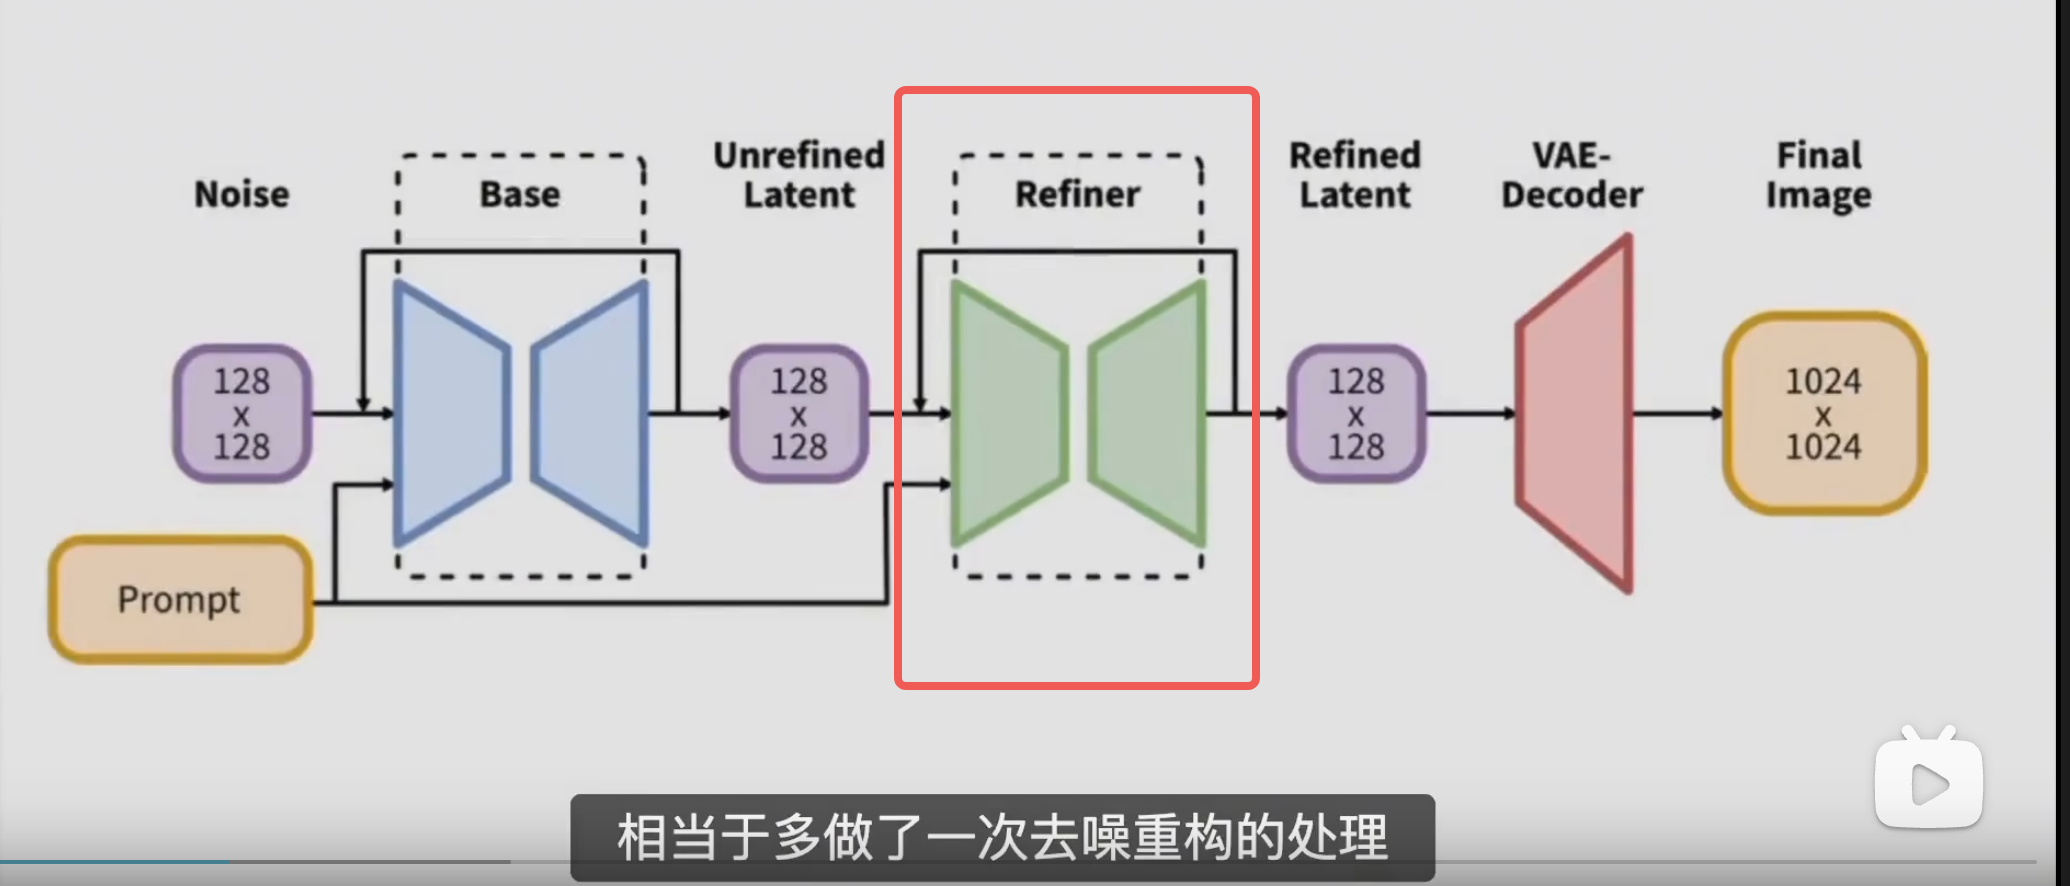 Noise
Base
Unrefined
Latent
Refiner
Refined
Latent
VAE-
Decoder
Final
Image
128
x
128
128
x
128
128
x
128
1024
x
1024
Prompt
相当于多做了一次去噪重构的处理